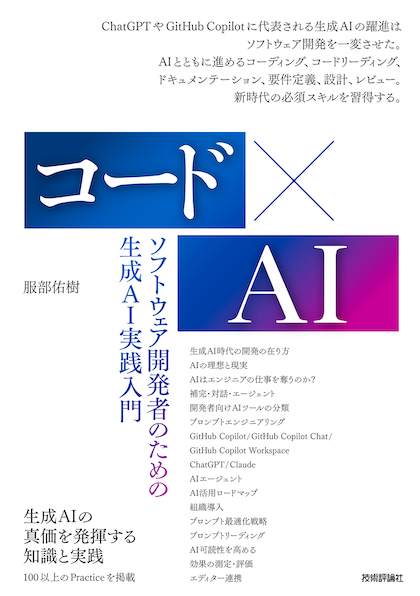 ChatGPTやGitHub Copilotに代表される生成AIの躍進は
ソフトウェア開発を一変させた。
AIとともに進めるコーディング、コードリーディング、
ドキュメンテーション、要件定義、設計、レビュー。
新時代の必須スキルを習得する。
コード
×
AI
ソフトウェア開発者のための
生成AI実践入門
服部佑樹
生成AI時代の開発の在り方
AIの理想と現実
AIはエンジニアの仕事を奪うのか?
補完・対話・エージェント
開発者向けAIツールの分類
プロンプトエンジニアリング
GitHub Copilot/GitHub Copilot Chat/
GitHub Copilot Workspace
ChatGPT/Claude
AIエージェント
AI活用ロードマップ
組織導入
プロンプト最適化戦略
プロンプトリーディング
AI可読性を高める
効果の測定・評価
エディター連携
生成AIの
真価を発揮する
知識と実践
100以上のPracticeを掲載
技術評論社